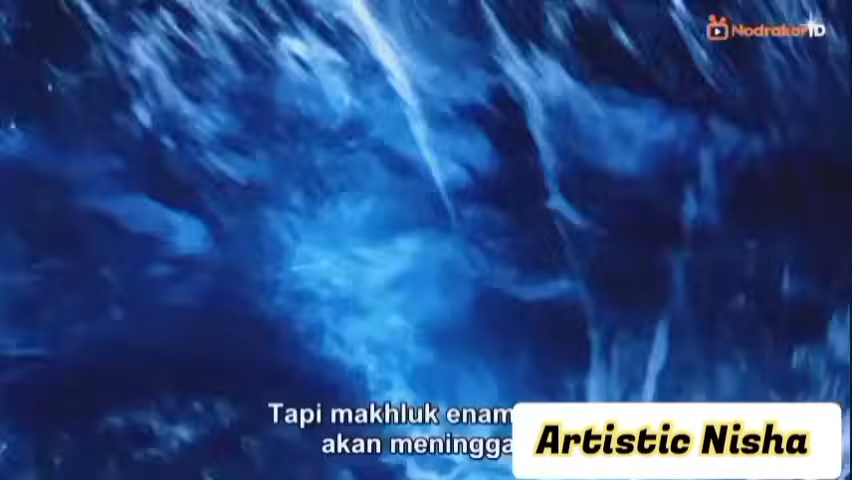 NodrakorID
Tapi makhluk enam
akan meningga
Artistic Nisha